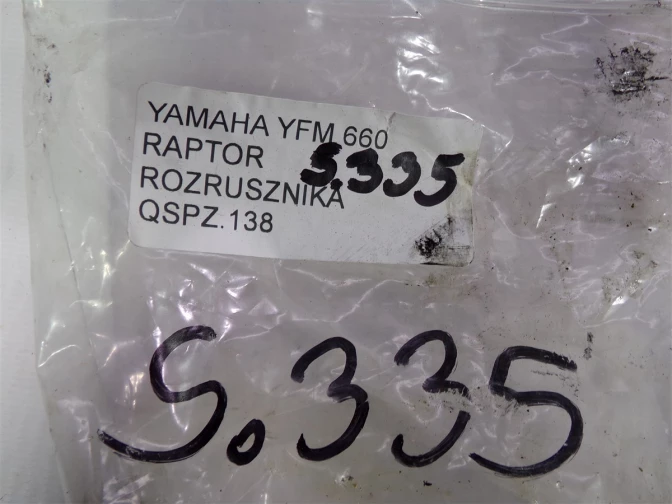 YAMAHA YFM 660
RAPTOR
S.335
ROZRUSZNIKA
QSPZ.138
S.335